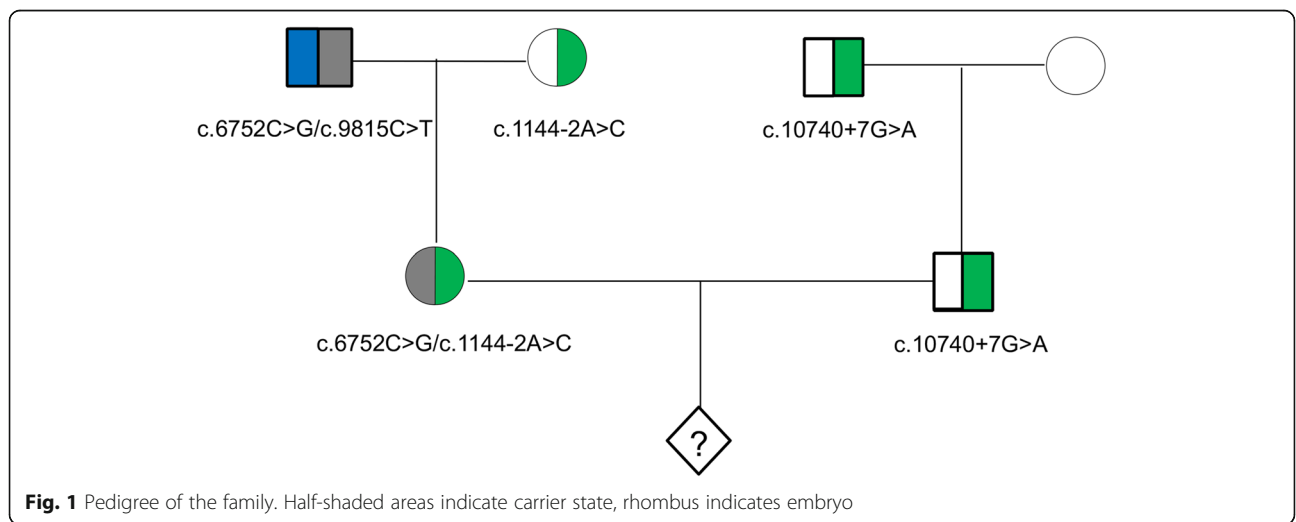 c.6752C>G/c.9815C>T c.1144-2A>C c.10740+7G>A
c.6752C>G/c.1144-2A>C c.10740+7G>A
?
Fig. 1 Pedigree of the family. Half-shaded areas indicate carrier state, rhombus indicates embryo